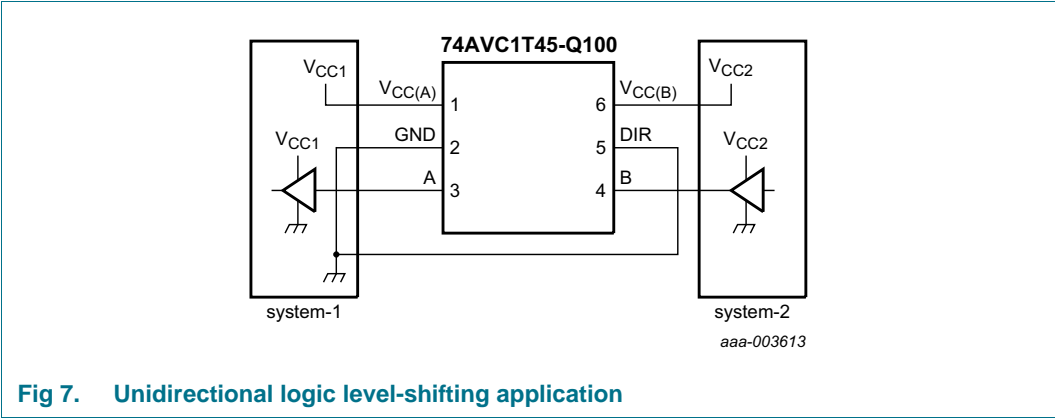 74AVC1T45-Q100
VCC1
VCC(A)
1
6
VCC(B)
VCC2
VCC1
GND
2
5
DIR
VCC2
A
3
4
B
system-1
system-2
aaa-003613
Fig 7. Unidirectional logic level-shifting application